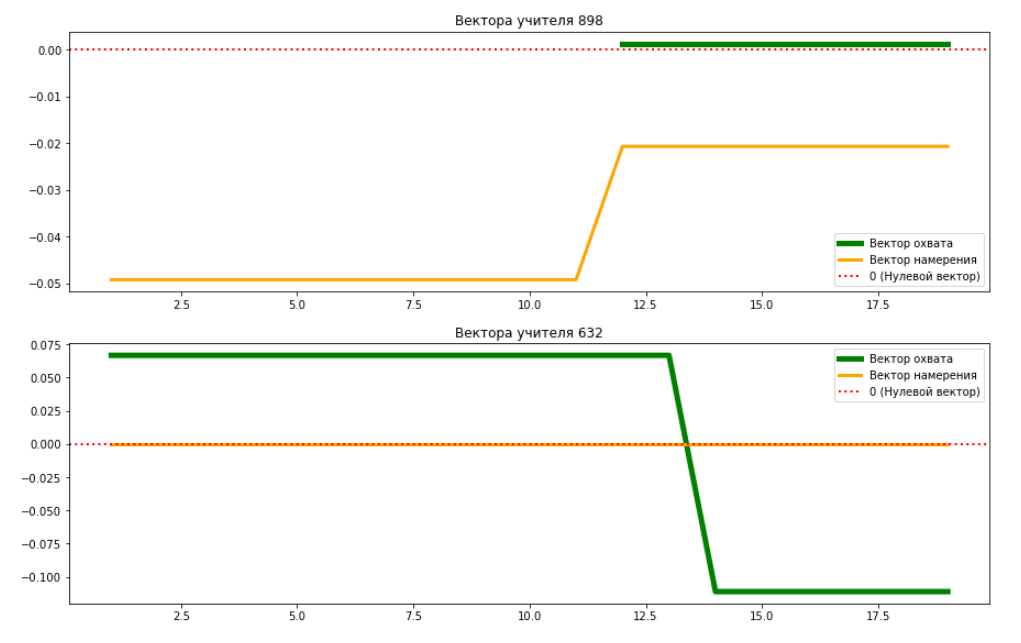 Вектора учителя 898
0.00
−0.01
−0.02
−0.03
−0.04
−0.05
2.5 5.0 7.5 10.0 12.5 15.0 17.5
Вектор охвата
Вектор намерения
0 (Нулевой вектор)
Вектора учителя 632
0.075
0.050
0.025
0.000
−0.025
−0.050
−0.075
−0.100
2.5 5.0 7.5 10.0 12.5 15.0 17.5
Вектор охвата
Вектор намерения
0 (Нулевой вектор)